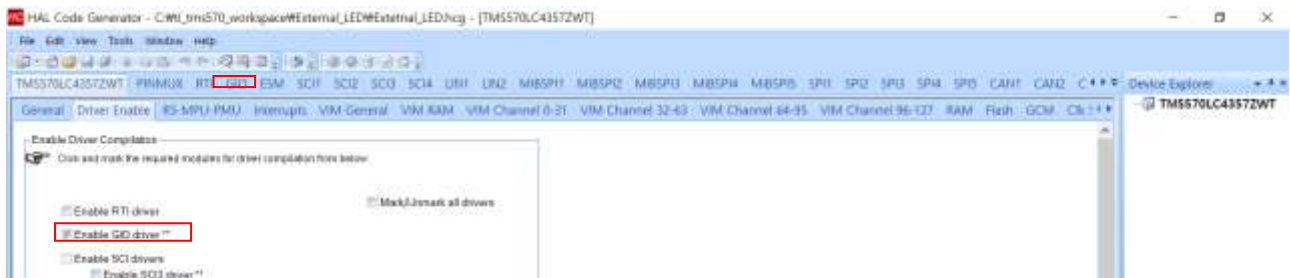 HAL Code Generator - C:\ti_tms570_workspace\External_LED\External_LED.hcg - [TMS570LC4357ZWT]
File Edit View Tools Window Help
TMS570LC4357ZWT PINMUX RTI GIO ESM SCI1 SCI2 SCI3 SCI4 LIN1 LIN2 MIBSPI1 MIBSPI2 MIBSPI3 MIBSPI4 MIBSPI5 SPI1 SPI2 SPI3 SPI4 SPI5 CAN1 CAN2 C Device Explorer
General Driver Enable R5-MPU-PMU Interrupts VIM General VIM RAM VIM Channel 0-31 VIM Channel 32-63 VIM Channel 64-95 VIM Channel 96-127 RAM Flash GCM TMS570LC4357ZWT
Enable Driver Compilation
Click and mark the required modules for driver compilation from below
Mark/Unmark all drivers
Enable RTI driver
Enable GIO driver **
Enable SCI drivers
Enable SCI3 driver **